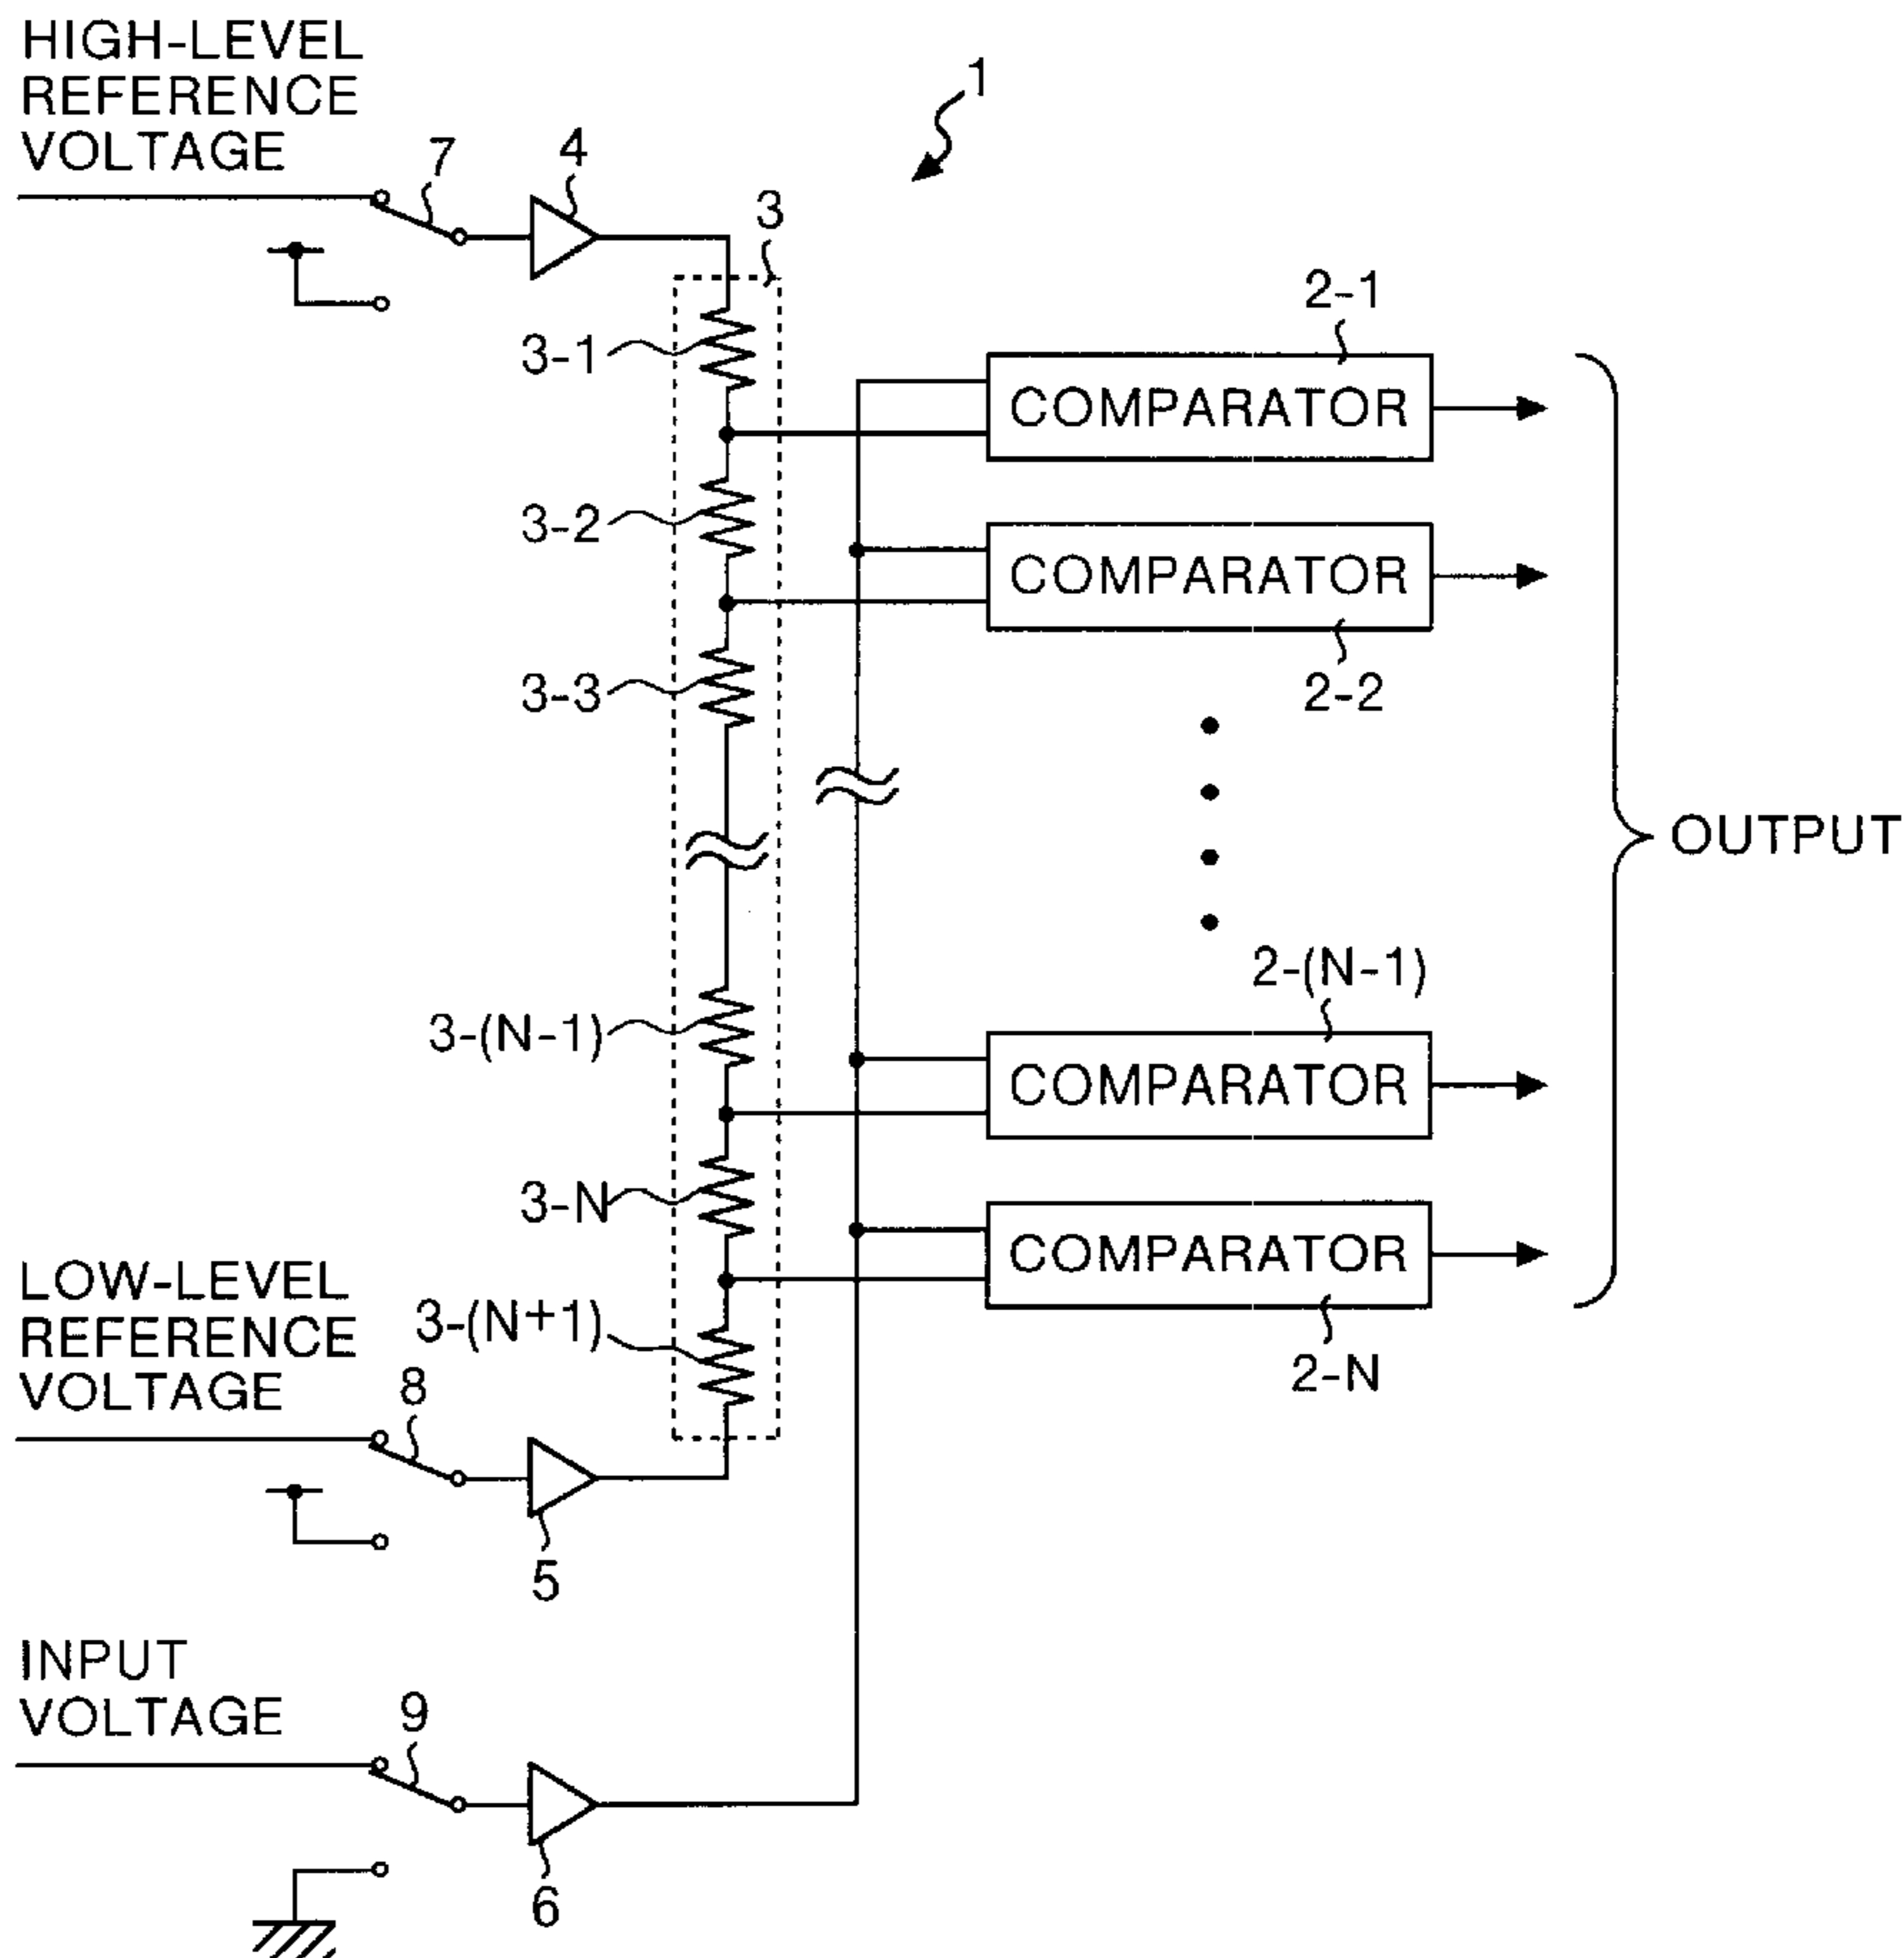 HIGH-LEVEL
REFERENCE
VOLTAGE
7
4
1
3
3-1
2-1
COMPARATOR
3-2
COMPARATOR
2-2
3-3
OUTPUT
2-(N-1)
3-(N-1)
COMPARATOR
3-N
COMPARATOR
2-N
LOW-LEVEL
REFERENCE
VOLTAGE
3-(N+1)
8
5
INPUT
VOLTAGE
9
6